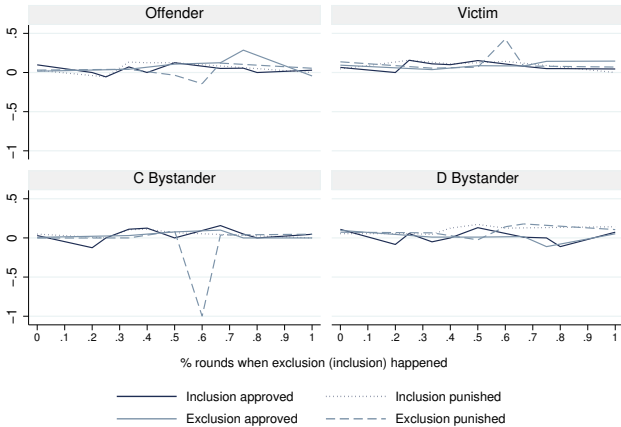 Offender
Victim
.5
0
-.5
-1
C Bystander
D Bystander
.5
0
-.5
-1
0 .1 .2 .3 .4 .5 .6 .7 .8 .9 1
0 .1 .2 .3 .4 .5 .6 .7 .8 .9 1
% rounds when exclusion (inclusion) happened
Inclusion approved
Inclusion punished
Exclusion approved
Exclusion punished